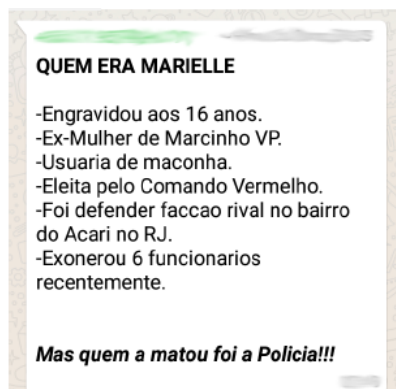 QUEM ERA MARIELLE
-Engravidou aos 16 anos.
-Ex-Mulher de Marcinho VP.
-Usuaria de maconha.
-Eleita pelo Comando Vermelho.
-Foi defender faccao rival no bairro
do Acari no RJ.
-Exonerou 6 funcionarios
recentemente.
Mas quem a matou foi a Policia!!!